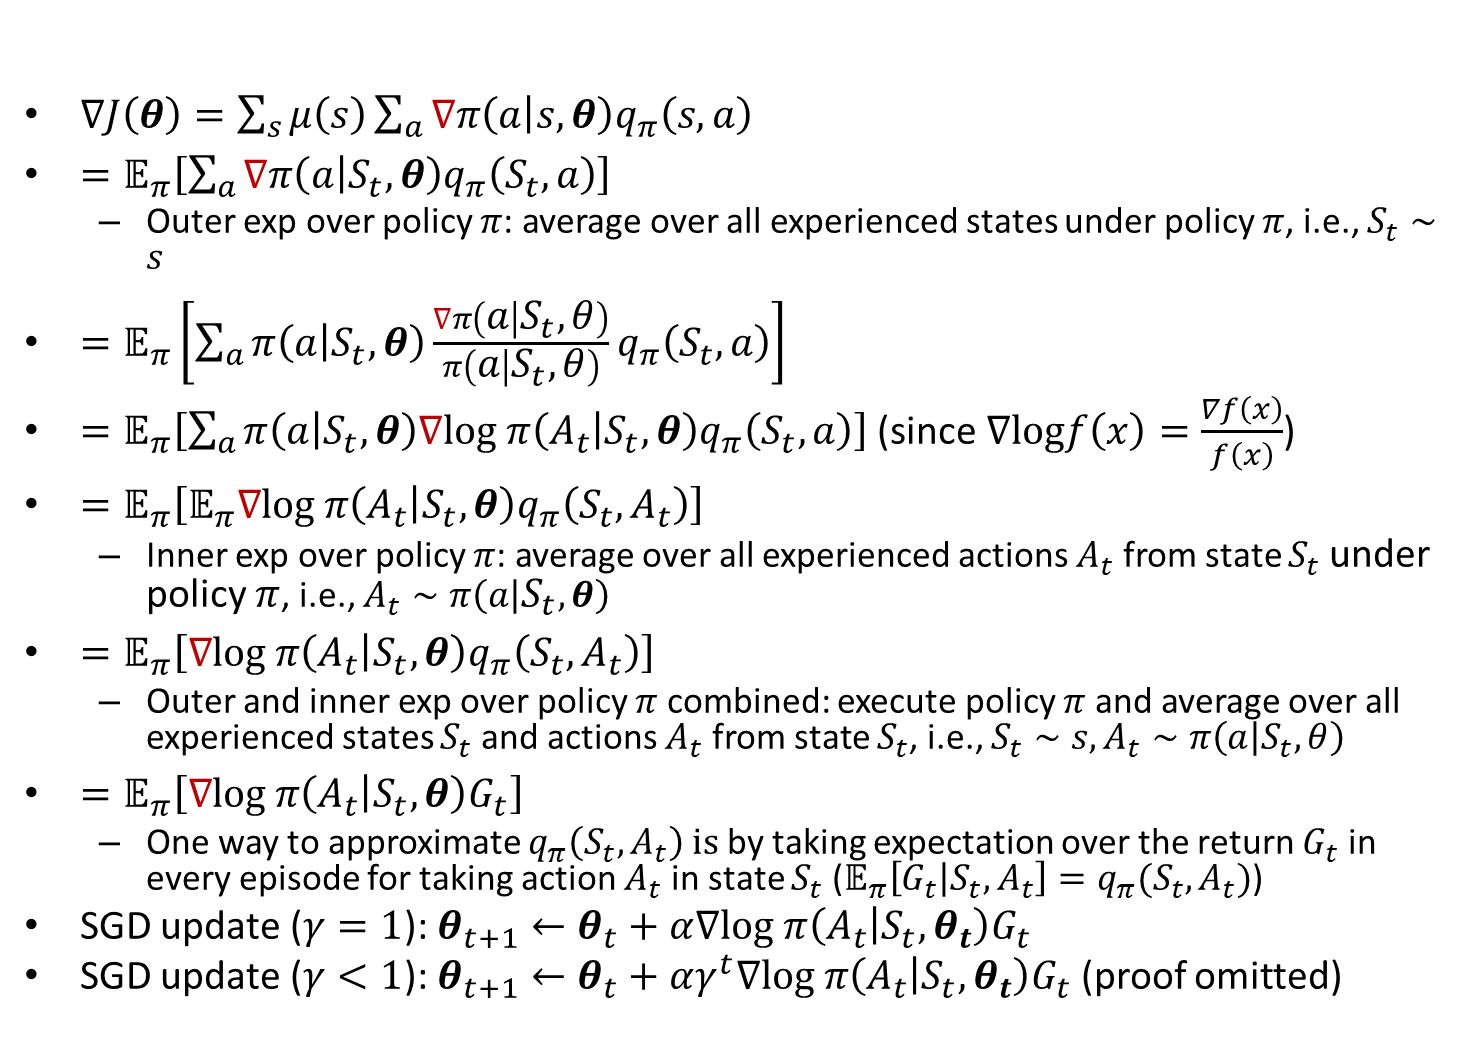 • ∇J(𝜽) = ∑ₛ μ(s) ∑ₐ ∇π(a|s, 𝜽)q_π(s, a)
• = 𝔼_π[∑ₐ ∇π(a|S_t, 𝜽)q_π(S_t, a)]
– Outer exp over policy π: average over all experienced states under policy π, i.e., S_t ~
s
• = 𝔼_π [∑ₐ π(a|S_t, 𝜽) ∇π(a|S_t, θ)/π(a|S_t, θ) q_π(S_t, a)]
• = 𝔼_π[∑ₐ π(a|S_t, 𝜽)∇log π(A_t|S_t, 𝜽)q_π(S_t, a)] (since ∇logf(x) = ∇f(x)/f(x))
• = 𝔼_π[𝔼_π∇log π(A_t|S_t, 𝜽)q_π(S_t, A_t)]
– Inner exp over policy π: average over all experienced actions A_t from state S_t under
policy π, i.e., A_t ~ π(a|S_t, 𝜽)
• = 𝔼_π[∇log π(A_t|S_t, 𝜽)q_π(S_t, A_t)]
– Outer and inner exp over policy π combined: execute policy π and average over all
experienced states S_t and actions A_t from state S_t, i.e., S_t ~ s, A_t ~ π(a|S_t, θ)
• = 𝔼_π[∇log π(A_t|S_t, 𝜽)G_t]
– One way to approximate q_π(S_t, A_t) is by taking expectation over the return G_t in
every episode for taking action A_t in state S_t (𝔼_π[G_t|S_t, A_t] = q_π(S_t, A_t))
• SGD update (γ = 1): 𝜽_{t+1} ← 𝜽_t + α∇log π(A_t|S_t, 𝜽_t)G_t
• SGD update (γ < 1): 𝜽_{t+1} ← 𝜽_t + αγ^t∇log π(A_t|S_t, 𝜽_t)G_t (proof omitted)